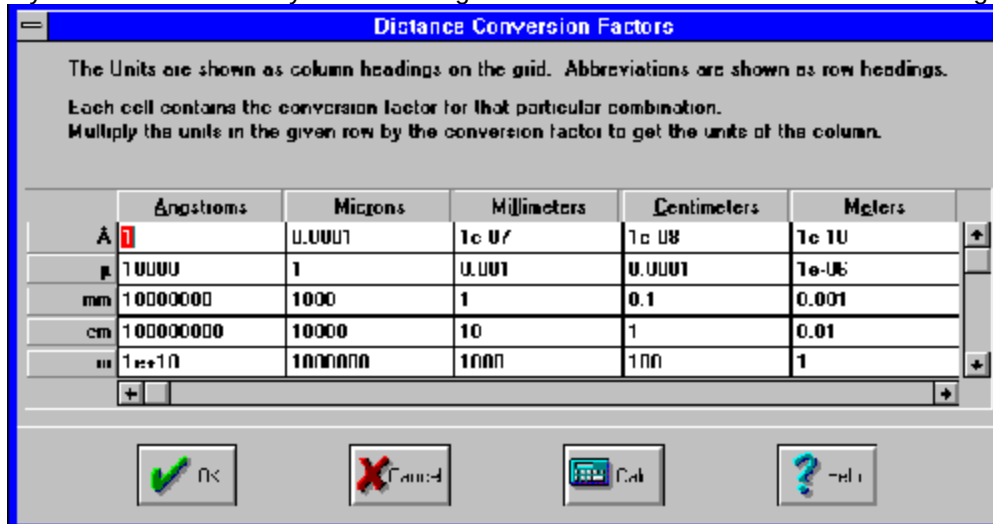 Distance Conversion Factors
The Units are shown as column headings on the grid. Abbreviations are shown as row headings.
Each cell contains the conversion factor for that particular combination.
Multiply the units in the given row by the conversion factor to get the units of the column.
Angstroms Microns Millimeters Centimeters Meters
Å 1 0.0001 1e-07 1e-08 1e-10
µ 10000 1 0.001 0.0001 1e-06
mm 10000000 1000 1 0.1 0.001
cm 100000000 10000 10 1 0.01
m 1e+10 1000000 1000 100 1
OK Cancel Calc Help